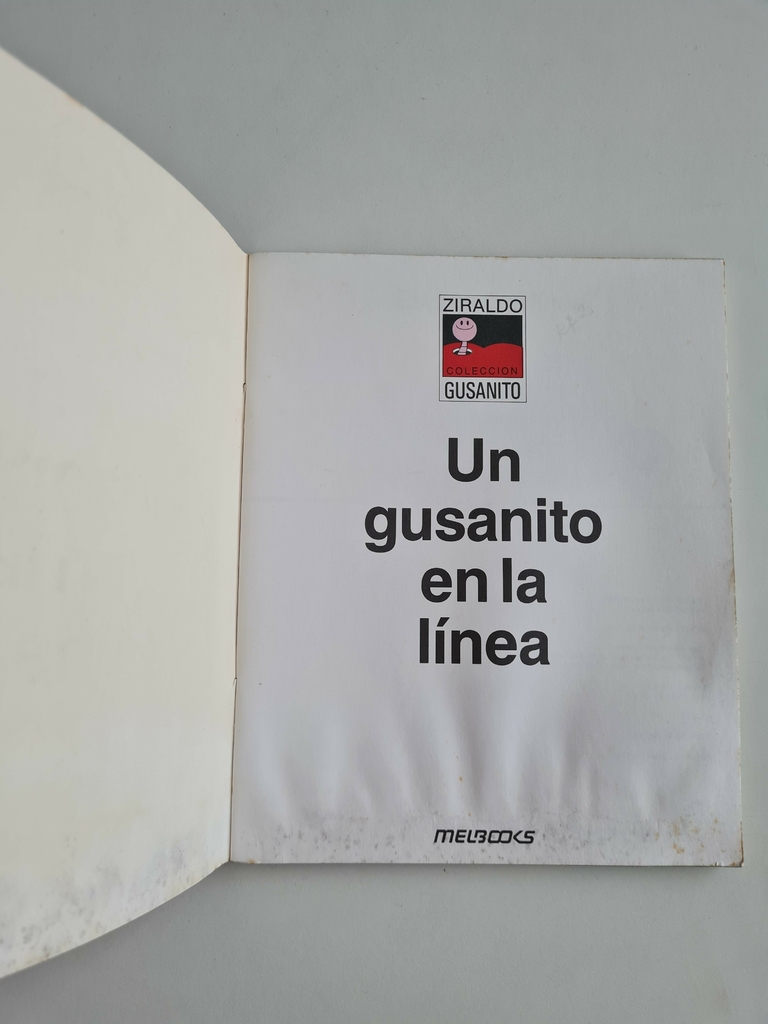 ZIRALDO
COLECCION
GUSANITO
Un
gusanito
en la
línea
MELBOOKS